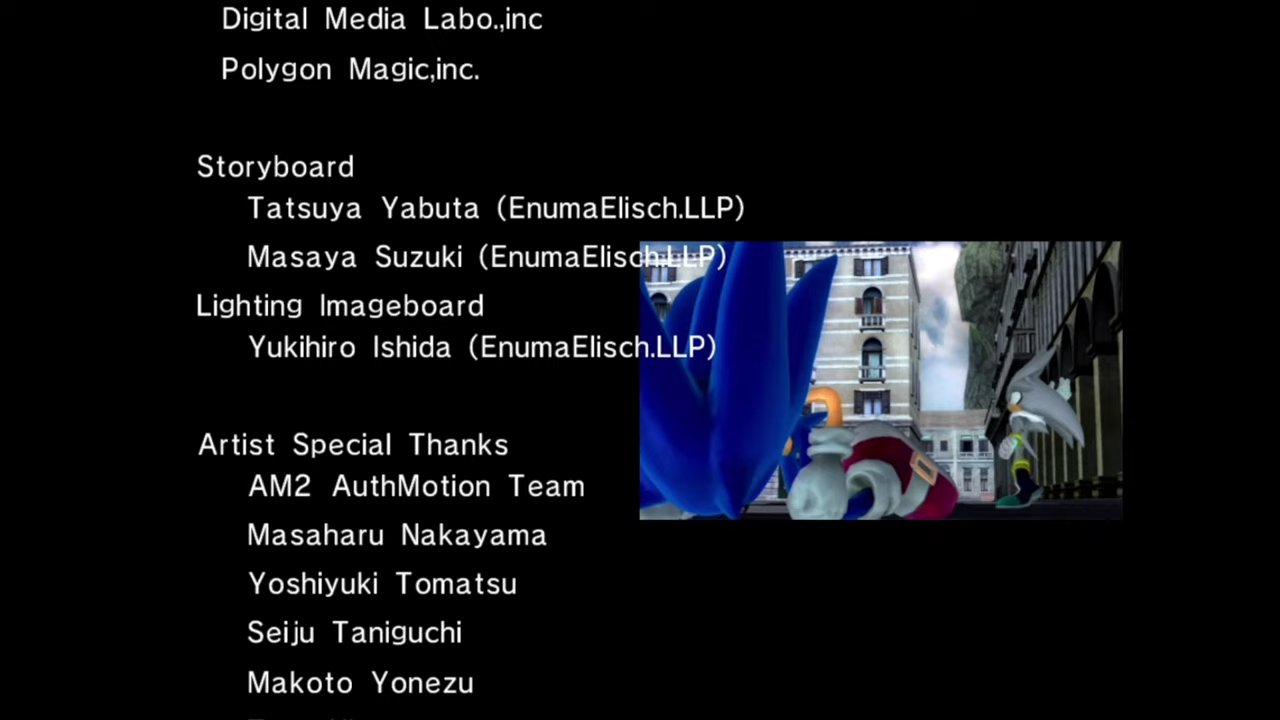 Digital Media Labo.,inc
Polygon Magic,inc.
Storyboard
Tatsuya Yabuta (EnumaElisch.LLP)
Masaya Suzuki (EnumaElisch.LLP)
Lighting Imageboard
Yukihiro Ishida (EnumaElisch.LLP)
Artist Special Thanks
AM2 AuthMotion Team
Masaharu Nakayama
Yoshiyuki Tomatsu
Seiju Taniguchi
Makoto Yonezu